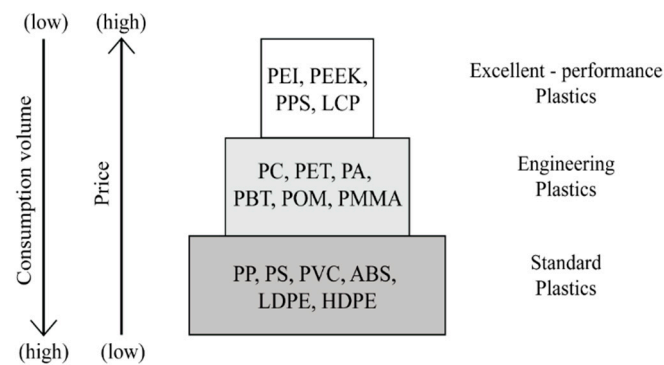 (low)
(high)
Consumption volume
Price
(high)
(low)
PEI, PEEK,
PPS, LCP
Excellent - performance
Plastics
PC, PET, PA,
PBT, POM, PMMA
Engineering
Plastics
PP, PS, PVC, ABS,
LDPE, HDPE
Standard
Plastics